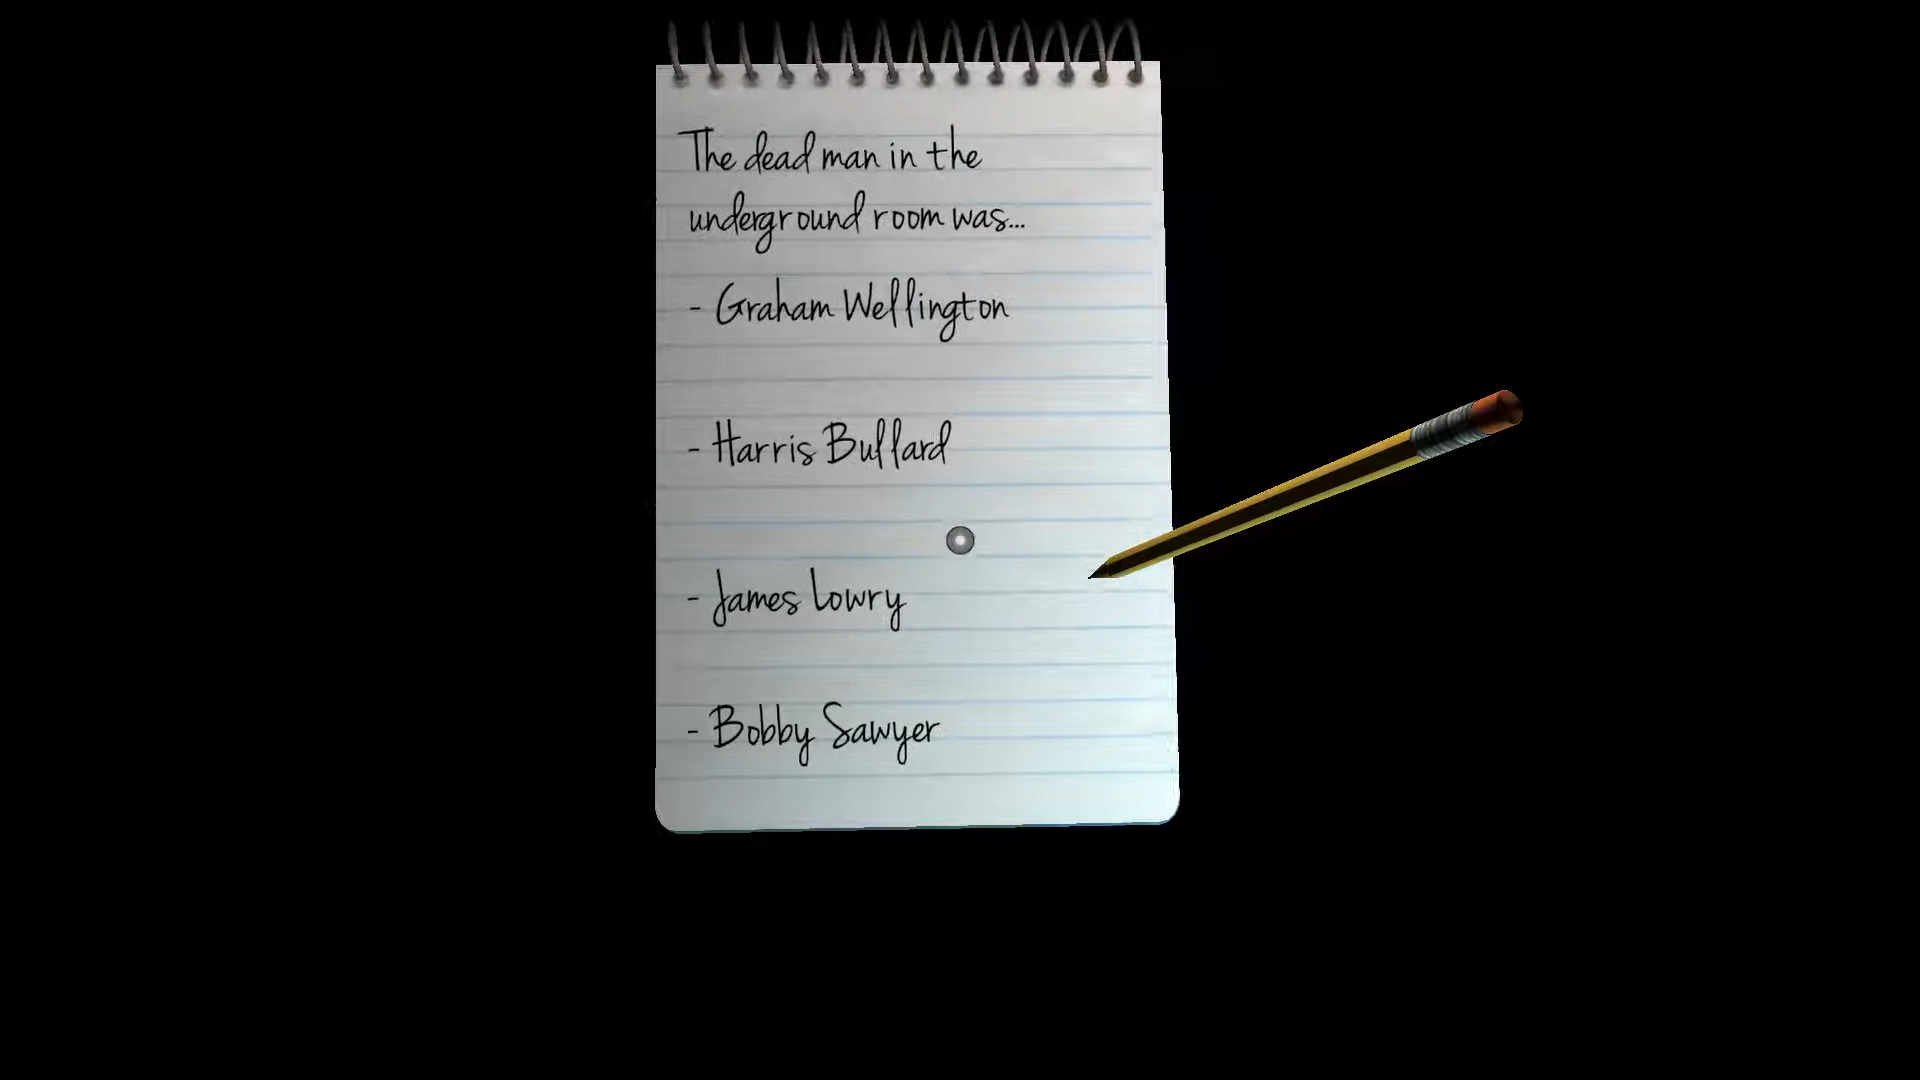 The dead man in the
underground room was...
- Graham Wellington
- Harris Bullard
- James Lowry
- Bobby Sawyer